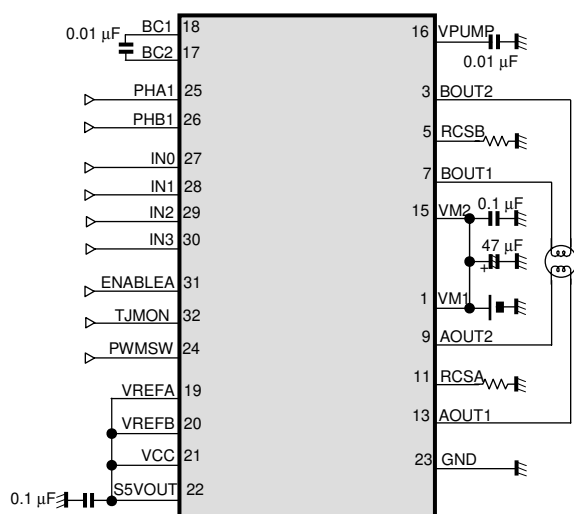 0.01 µF
BC1 18
BC2 17
PHA1 25
PHB1 26
IN0 27
IN1 28
IN2 29
IN3 30
ENABLEA 31
TJMON 32
PWMSW 24
VREFA 19
VREFB 20
VCC 21
0.1 µF
S5VOUT 22
16 VPUMP
0.01 µF
3 BOUT2
5 RCSB
7 BOUT1
15 VM2
0.1 µF
47 µF
+
1 VM1
9 AOUT2
11 RCSA
13 AOUT1
23 GND